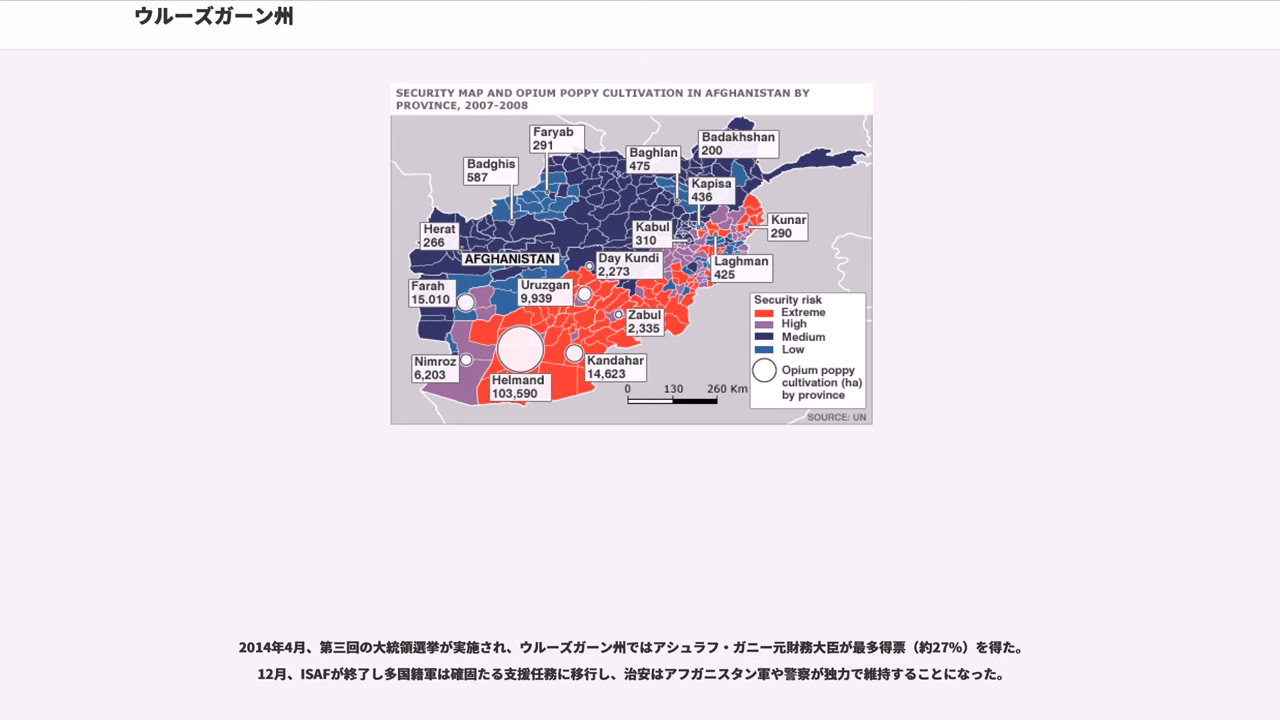 ウルーズガーン州
SECURITY MAP AND OPIUM POPPY CULTIVATION IN AFGHANISTAN BY
PROVINCE, 2007-2008
Faryab
291
Badakhshan
200
Baghlan
475
Badghis
587
Kapisa
436
Kunar
290
Herat
266
Kabul
310
AFGHANISTAN
Day Kundi
2,273
Laghman
425
Farah
15.010
Uruzgan
9,939
Zabul
2,335
Security risk
Extreme
High
Medium
Low
Nimroz
6,203
Kandahar
14,623
Helmand
103,590
Opium poppy
cultivation (ha)
by province
0 130 260 Km
SOURCE: UN
2014年4月、第三回の大統領選挙が実施され、ウルーズガーン州ではアシュラフ・ガニー元財務大臣が最多得票（約27%）を得た。
12月、ISAFが終了し多国籍軍は確固たる支援任務に移行し、治安はアフガニスタン軍や警察が独力で維持することになった。